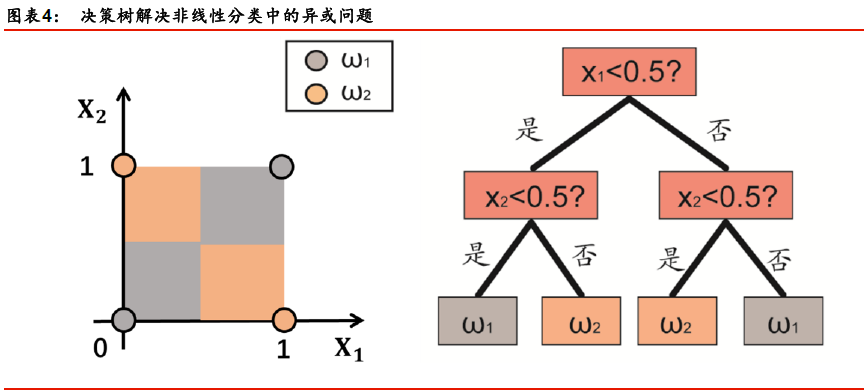 图表4： 决策树解决非线性分类中的异或问题
ω₁
ω₂
X₂
1
0
1
X₁
x₁<0.5?
是
否
x₂<0.5?
x₂<0.5?
是
否
是
否
ω₁
ω₂
ω₂
ω₁